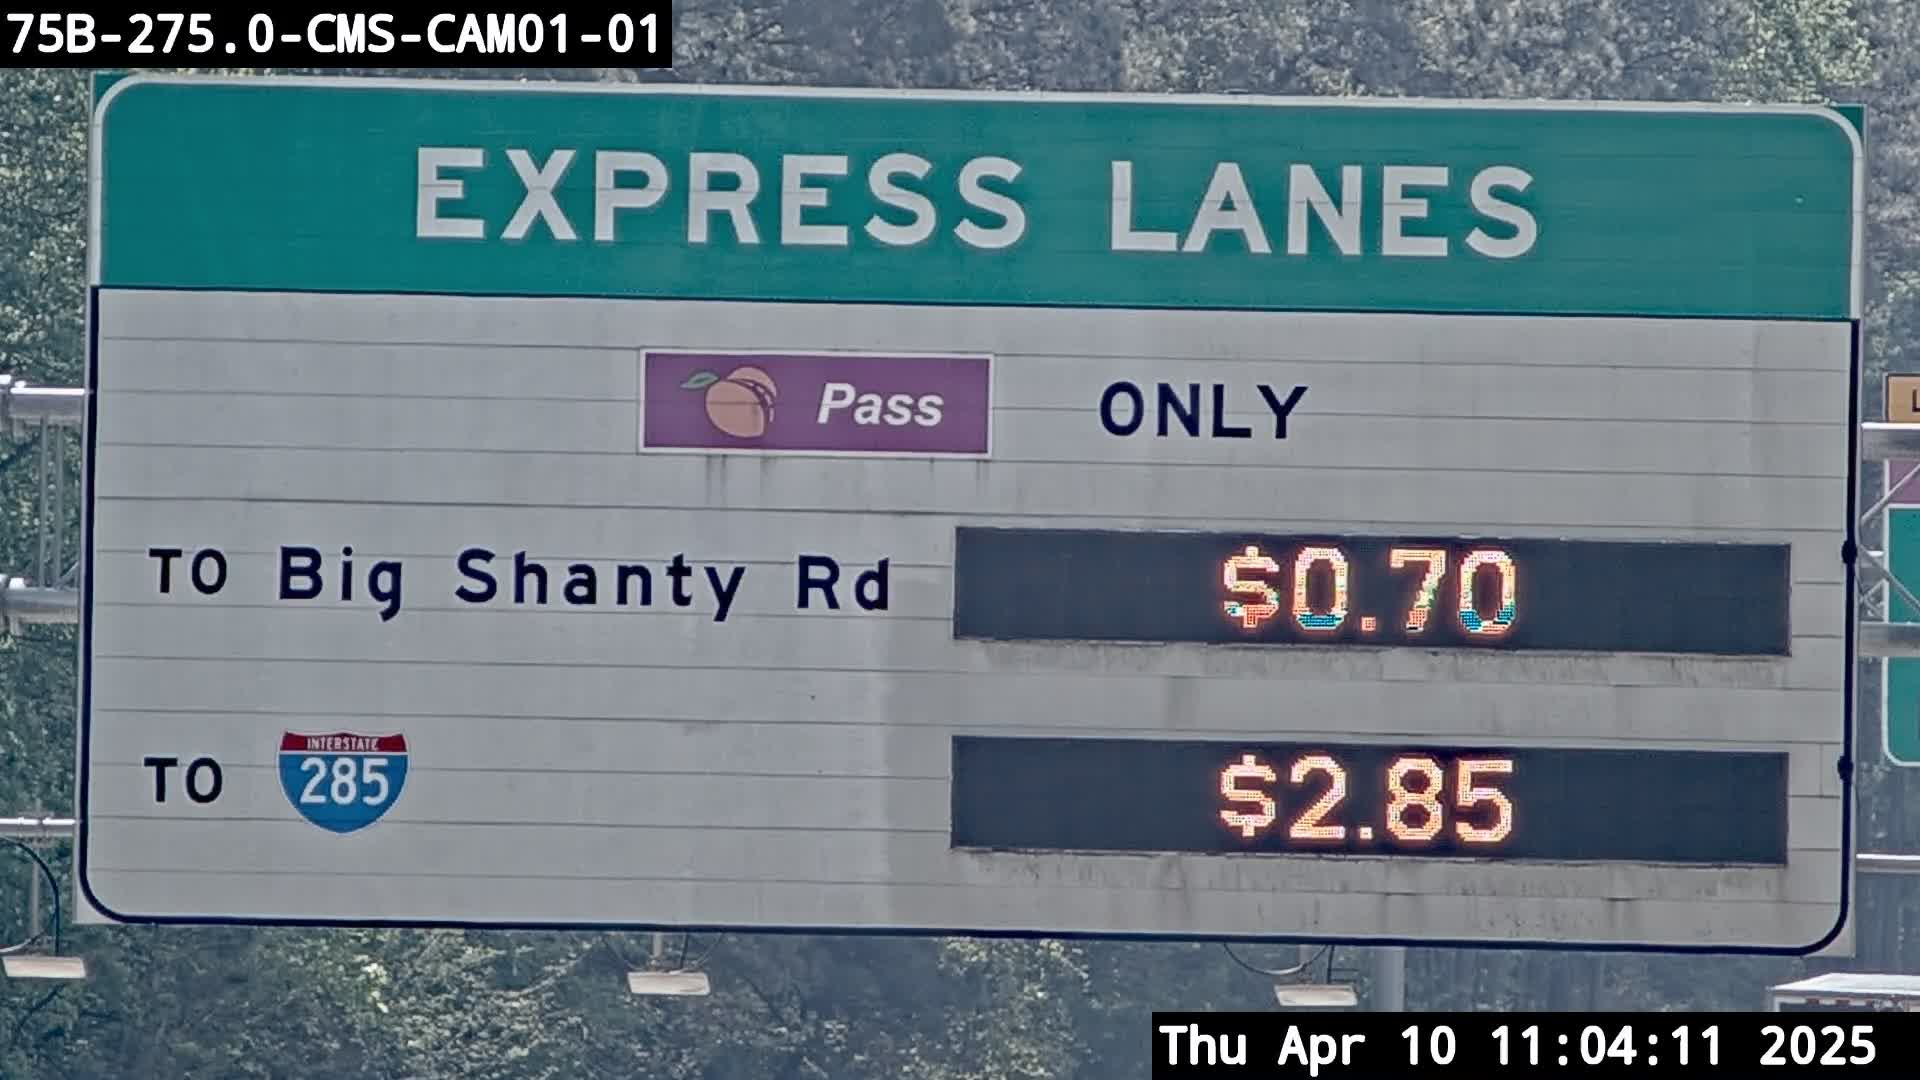 75B-275.0-CMS-CAM01-01
EXPRESS LANES
Pass ONLY
TO Big Shanty Rd $0.70
TO INTERSTATE 285 $2.85
Thu Apr 10 11:04:11 2025